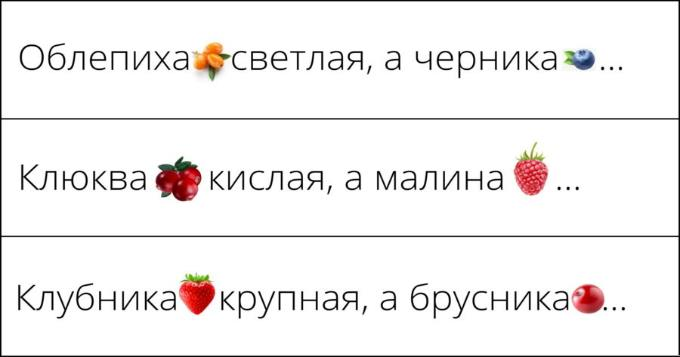 Облепиха светлая, а черника ...
Клюква кислая, а малина ...
Клубника крупная, а брусника ...